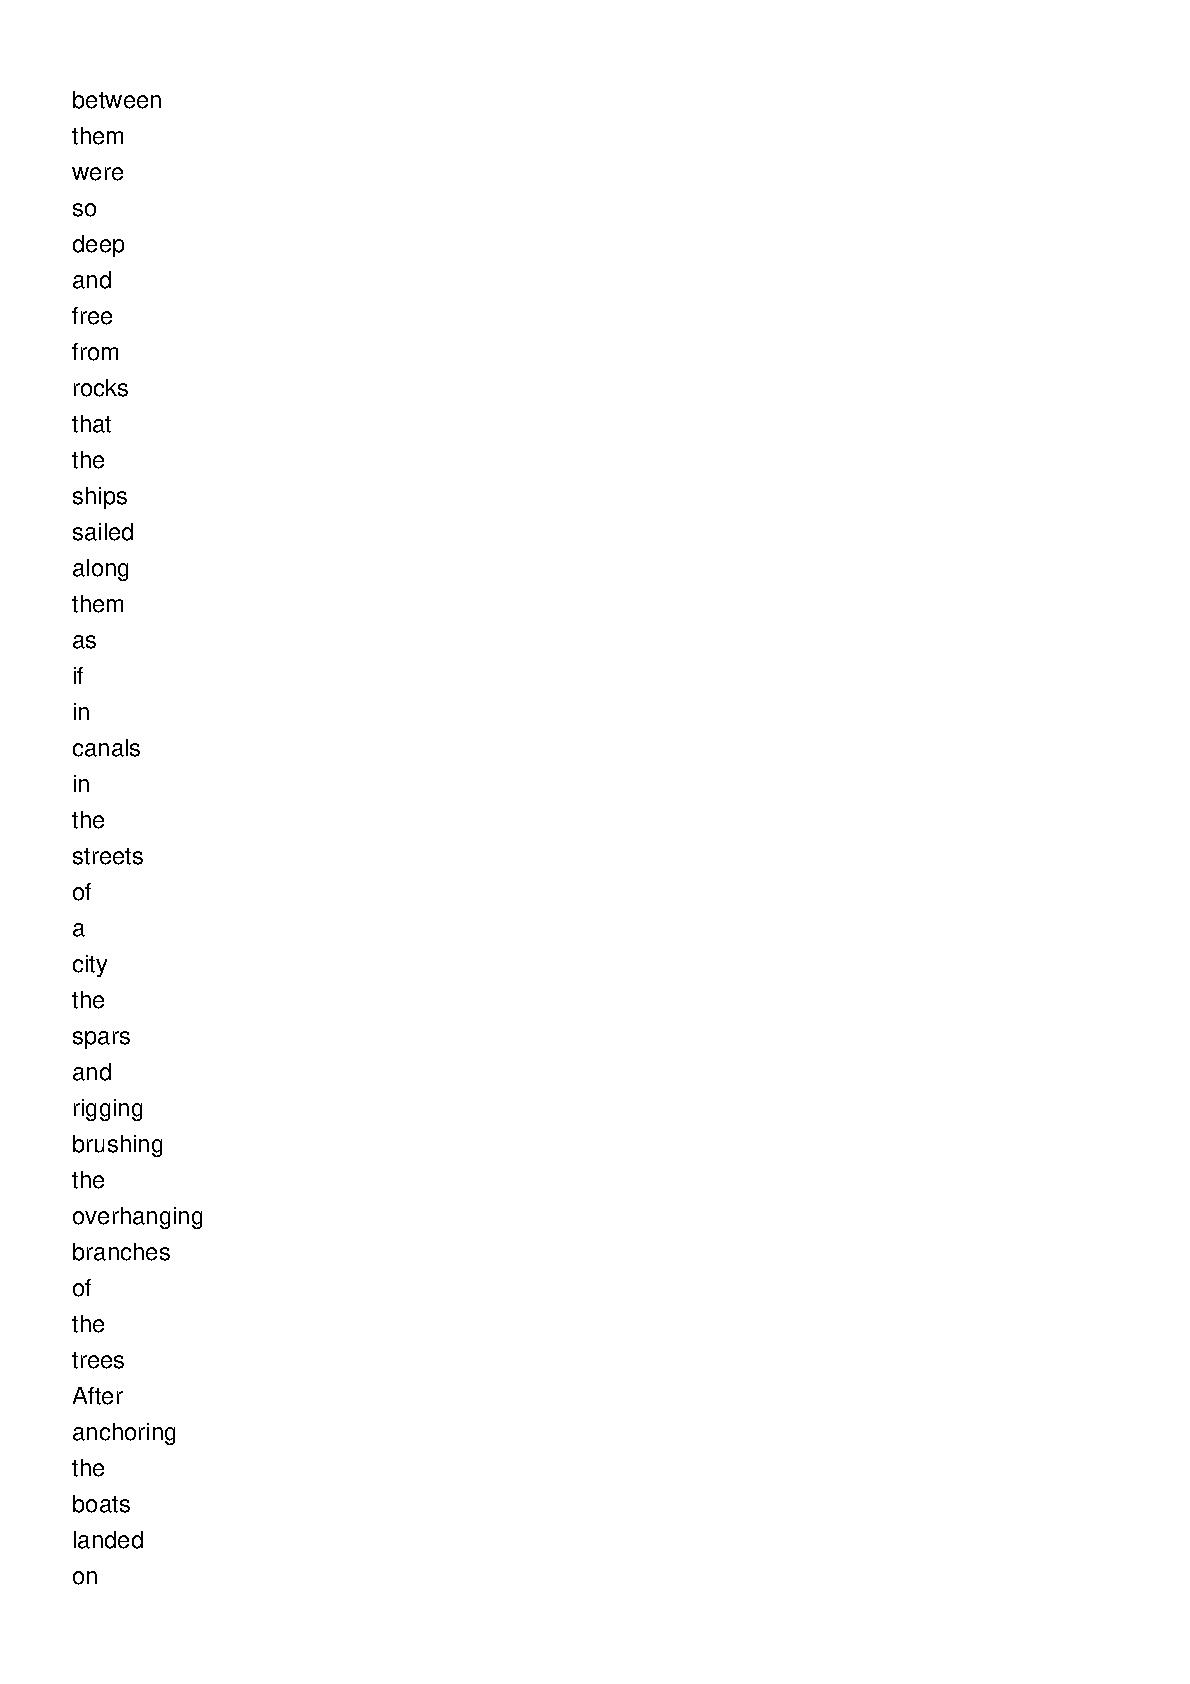 between
them
were
so
deep
and
free
from
rocks
that
the
ships
sailed
along
them
as
if
in
canals
in
the
streets
of
a
city
the
spars
and
rigging
brushing
the
overhanging
branches
of
the
trees
After
anchoring
the
boats
landed
on